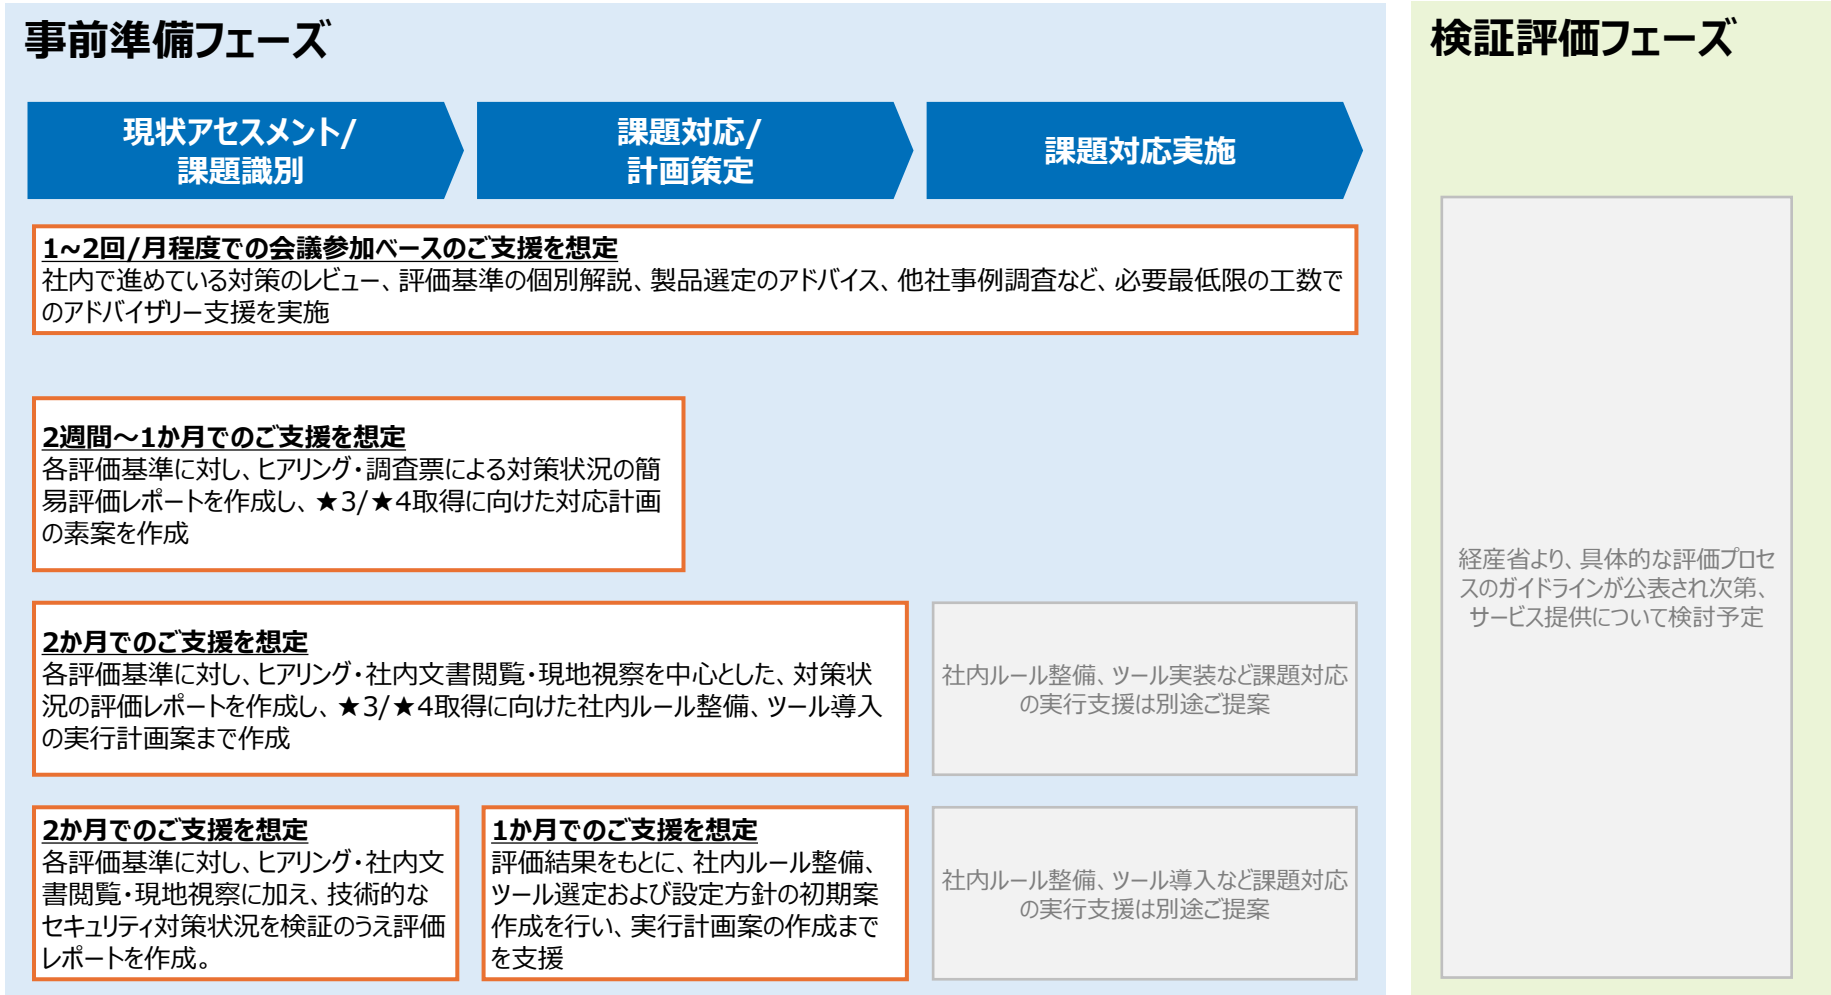 事前準備フェーズ
検証評価フェーズ
現状アセスメント/
課題識別
課題対応/
計画策定
課題対応実施
1~2回/月程度での会議参加ベースのご支援を想定
社内で進めている対策のレビュー、評価基準の個別解説、製品選定のアドバイス、他社事例調査など、必要最低限の工数で
のアドバイザリー支援を実施
2週間～1か月でのご支援を想定
各評価基準に対し、ヒアリング・調査票による対策状況の簡
易評価レポートを作成し、★3/★4取得に向けた対応計画
の素案を作成
2か月でのご支援を想定
各評価基準に対し、ヒアリング・社内文書閲覧・現地視察を中心とした、対策状
況の評価レポートを作成し、★3/★4取得に向けた社内ルール整備、ツール導入
の実行計画案まで作成
社内ルール整備、ツール実装など課題対応
の実行支援は別途ご提案
2か月でのご支援を想定
各評価基準に対し、ヒアリング・社内文
書閲覧・現地視察に加え、技術的な
セキュリティ対策状況を検証のうえ評価
レポートを作成。
1か月でのご支援を想定
評価結果をもとに、社内ルール整備、
ツール選定および設定方針の初期案
作成を行い、実行計画案の作成まで
を支援
社内ルール整備、ツール導入など課題対応
の実行支援は別途ご提案
経産省より、具体的な評価プロセ
スのガイドラインが公表され次第、
サービス提供について検討予定